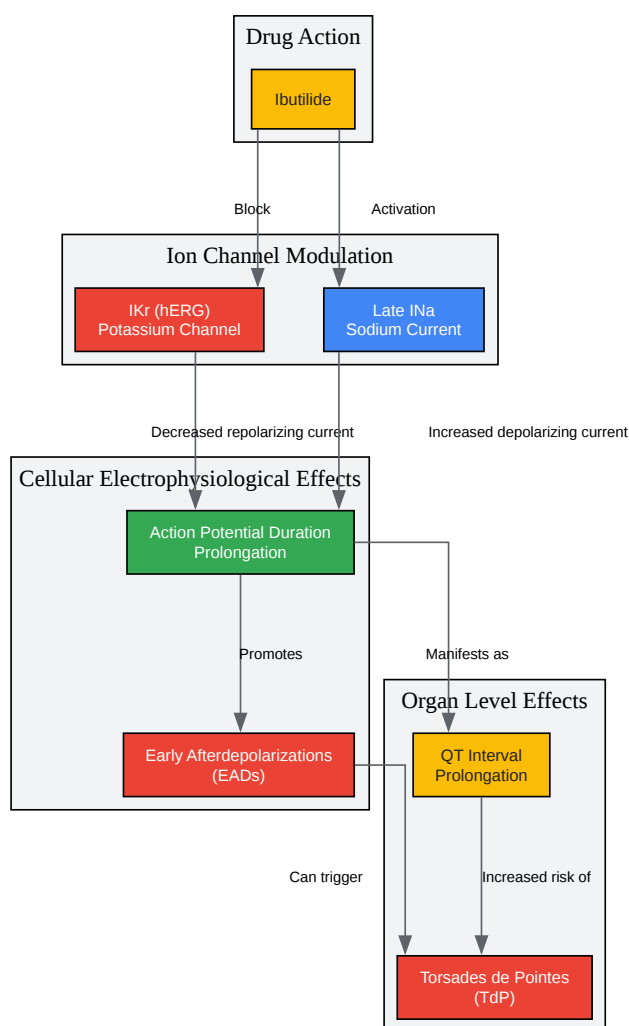 Drug Action
Ibutilide
Block
Activation
Ion Channel Modulation
IKr (hERG)
Potassium Channel
Late INa
Sodium Current
Decreased repolarizing current
Increased depolarizing current
Cellular Electrophysiological Effects
Action Potential Duration
Prolongation
Promotes
Manifests as
Organ Level Effects
Early Afterdepolarizations
(EADs)
QT Interval
Prolongation
Can trigger
Increased risk of
Torsades de Pointes
(TdP)